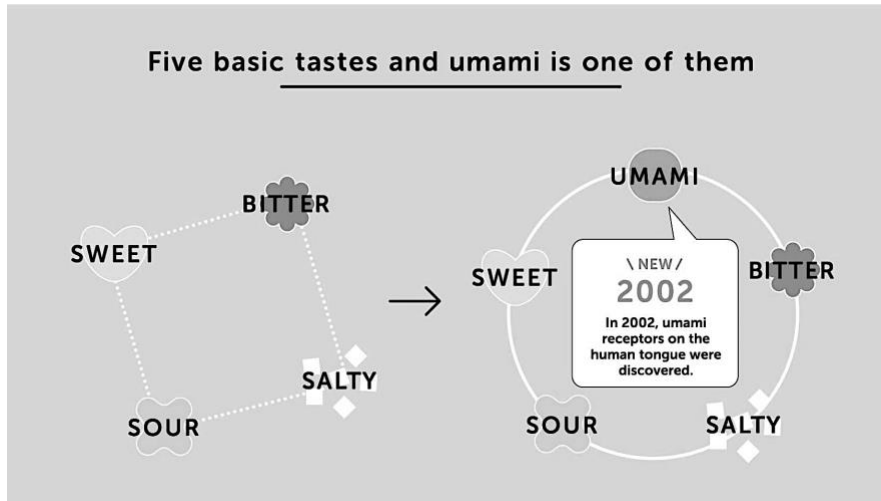 Five basic tastes and umami is one of them
BITTER
SWEET
SALTY
SOUR
UMAMI
SWEET
BITTER
\ NEW /
2002
In 2002, umami
receptors on the
human tongue were
discovered.
SOUR
SALTY